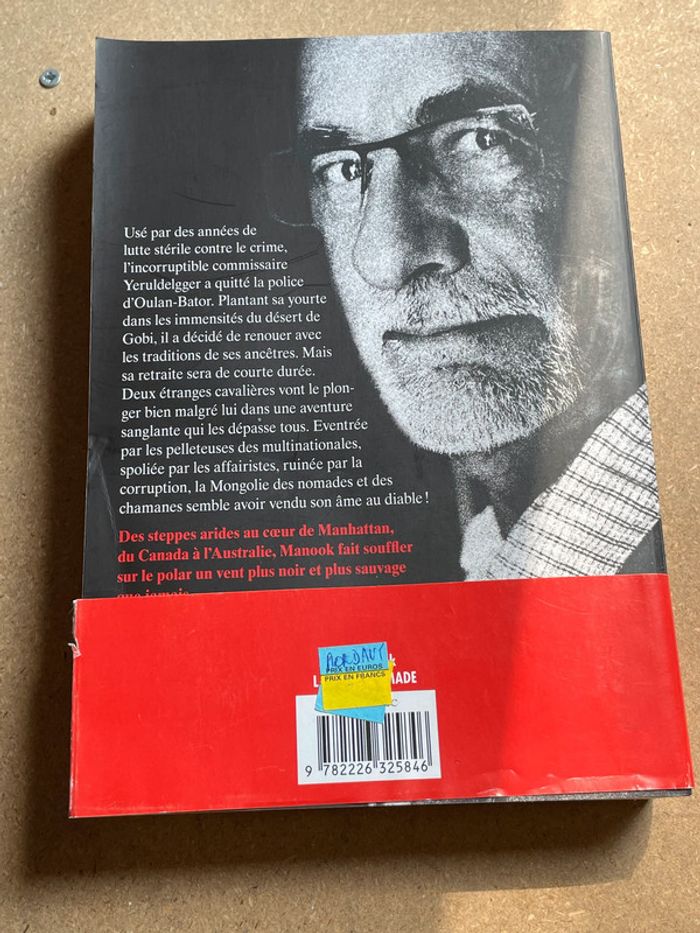 Usé par des années de
lutte stérile contre le crime,
l'incorruptible commissaire
Yeruldelgger a quitté la police
d'Oulan-Bator. Plantant sa yourte
dans les immensités du désert de
Gobi, il a décidé de renouer avec
les traditions de ses ancêtres. Mais
sa retraite sera de courte durée.
Deux étranges cavalières vont le plon-
ger bien malgré lui dans une aventure
sanglante qui les dépasse tous. Eventrée
par les pelleteuses des multinationales,
spoliée par les affairistes, ruinée par la
corruption, la Mongolie des nomades et des
chamanes semble avoir vendu son âme au diable !
Des steppes arides au cœur de Manhattan,
du Canada à l'Australie, Manook fait souffler
sur le polar un vent plus noir et plus sauvage
que jamais
PRIX EN EUROS
PRIX EN FRANCS
9 782226 325846